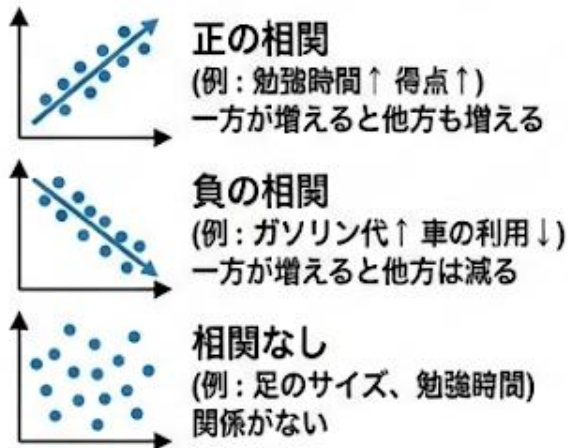 正の相関
(例：勉強時間↑ 得点↑)
一方が増えると他方も増える
負の相関
(例：ガソリン代↑ 車の利用↓)
一方が増えると他方は減る
相関なし
(例：足のサイズ、勉強時間)
関係がない